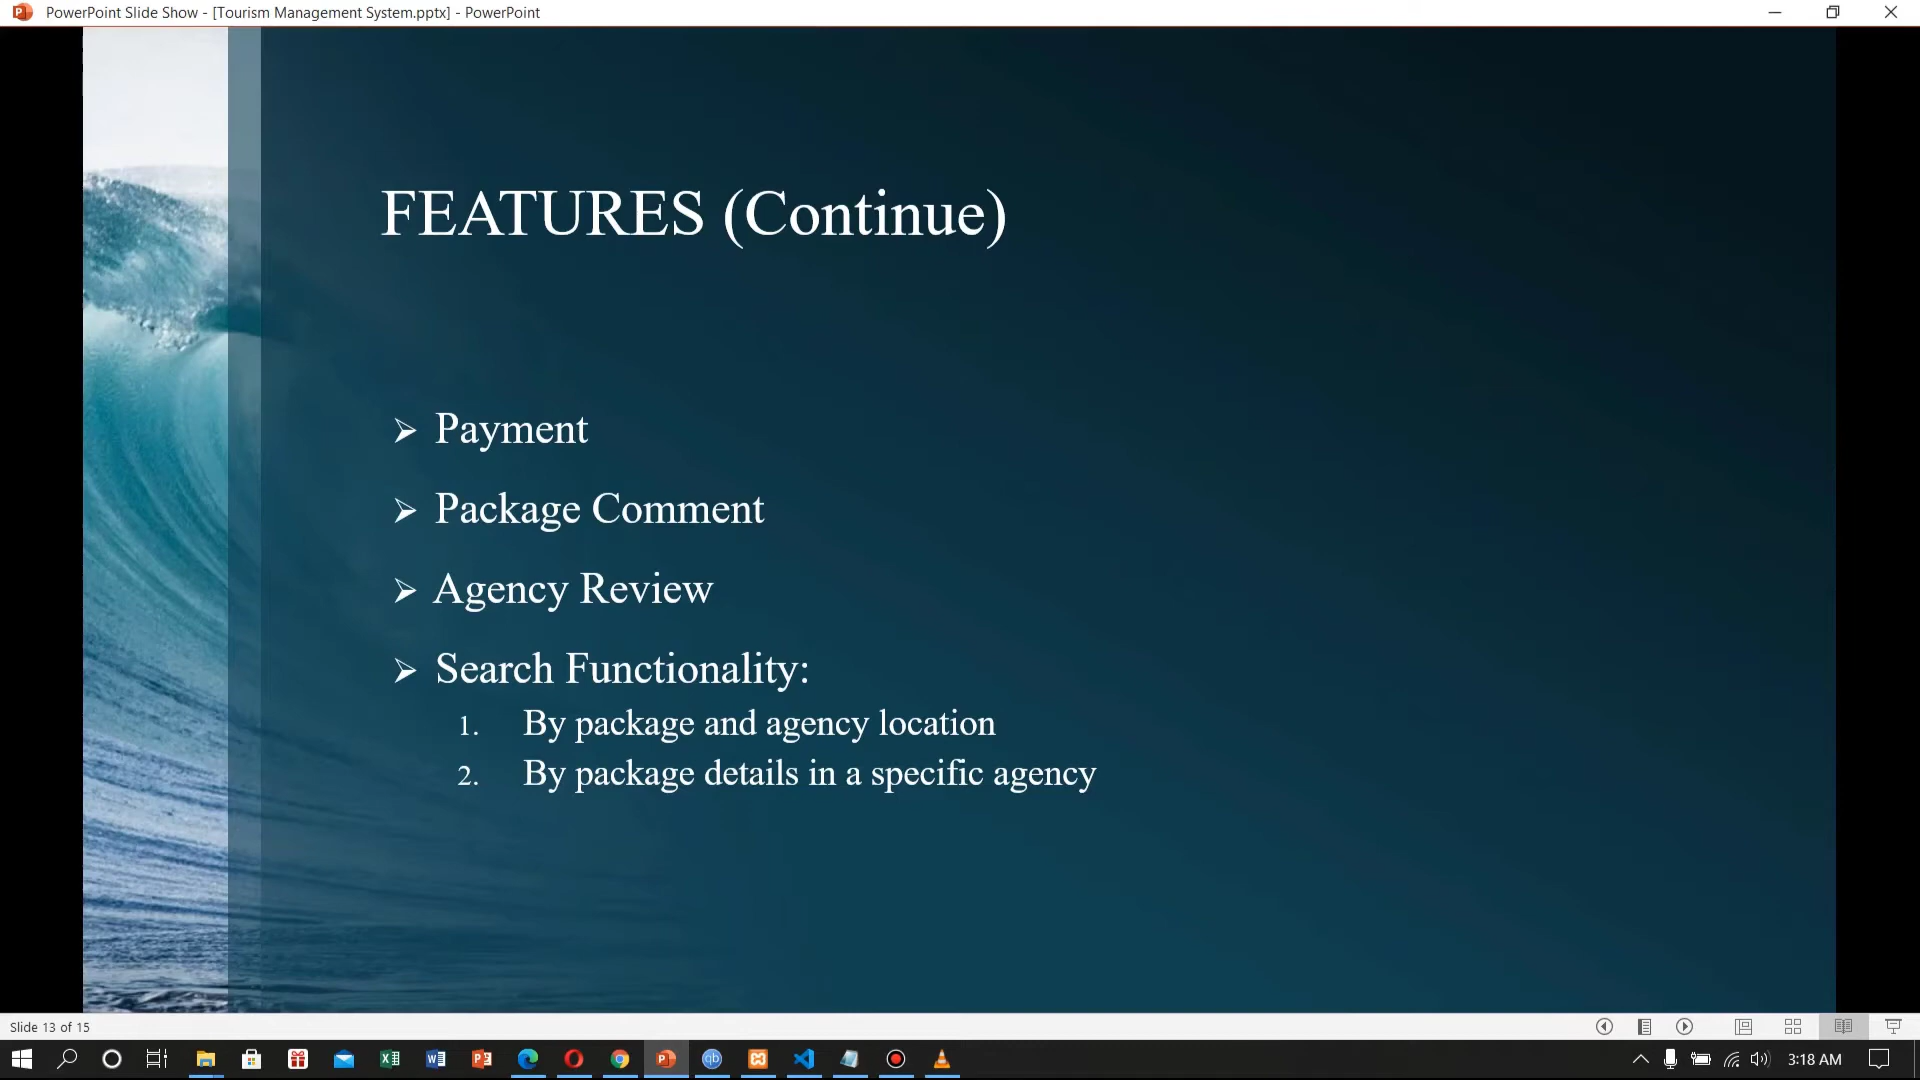 PowerPoint Slide Show - [Tourism Management System.pptx] - PowerPoint
FEATURES (Continue)
➢ Payment
➢ Package Comment
➢ Agency Review
➢ Search Functionality:
1. By package and agency location
2. By package details in a specific agency
Slide 13 of 15
3:18 AM